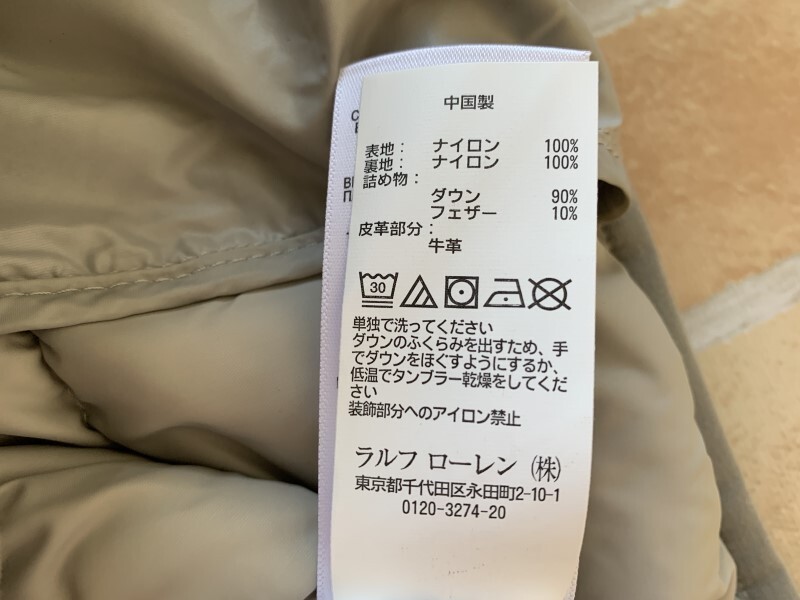 中国製
表地： ナイロン 100%
裏地： ナイロン 100%
詰め物：
ダウン 90%
フェザー 10%
皮革部分：
牛革
30
単独で洗ってください
ダウンのふくらみを出すため、手
でダウンをほぐすようにするか、
低温でタンブラー乾燥をしてくだ
さい
装飾部分へのアイロン禁止
ラルフ ローレン（株）
東京都千代田区永田町2-10-1
0120-3274-20